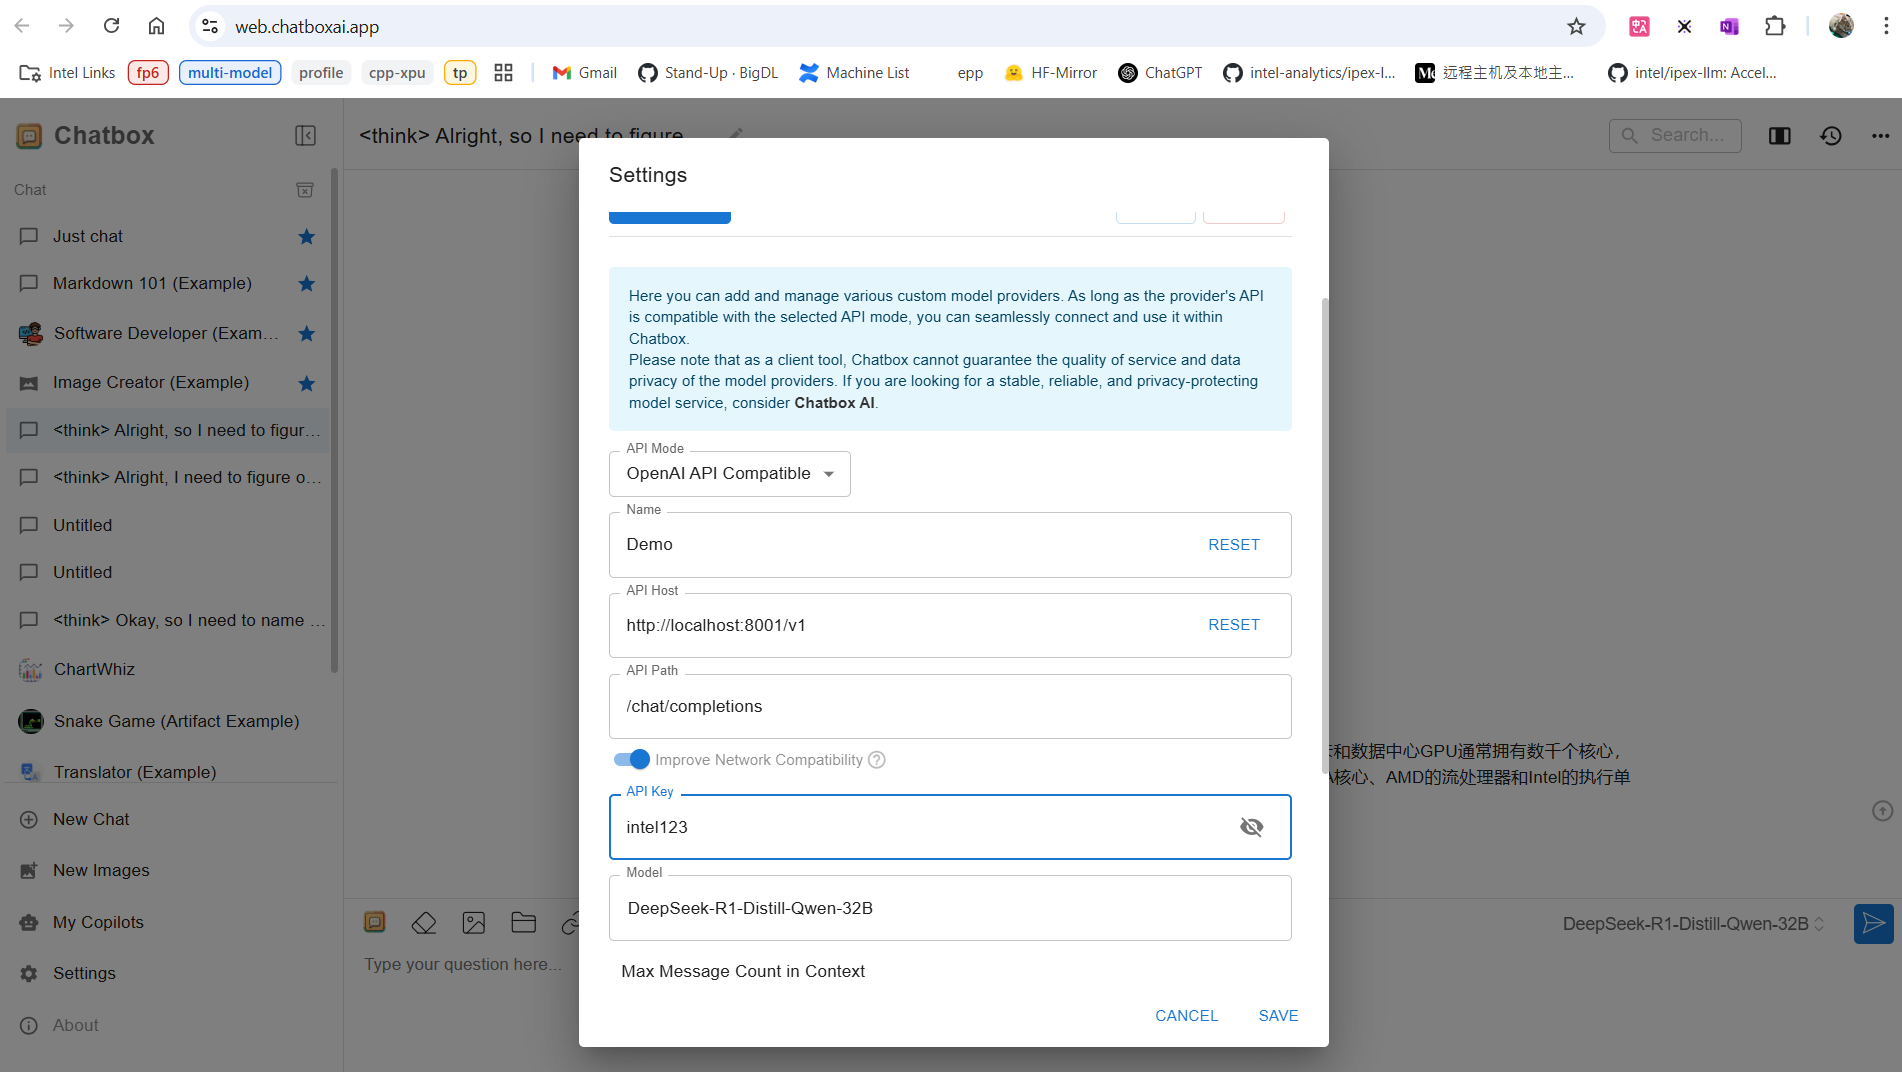 web.chatboxai.app
Intel Links
fp6
multi-model
profile
cpp-xpu
tp
Gmail
Stand-Up · BigDL
Machine List
epp
HF-Mirror
ChatGPT
intel-analytics/ipex-l...
远程主机及本地主...
intel/ipex-llm: Accel...
Chatbox
<think> Alright, so I need to figure
Search...
Chat
Just chat
Markdown 101 (Example)
Software Developer (Exam...
Image Creator (Example)
<think> Alright, so I need to figur...
<think> Alright, I need to figure o...
Untitled
Untitled
<think> Okay, so I need to name ...
ChartWhiz
Snake Game (Artifact Example)
Translator (Example)
New Chat
New Images
My Copilots
Settings
About
Settings
Here you can add and manage various custom model providers. As long as the provider's API
is compatible with the selected API mode, you can seamlessly connect and use it within
Chatbox.
Please note that as a client tool, Chatbox cannot guarantee the quality of service and data
privacy of the model providers. If you are looking for a stable, reliable, and privacy-protecting
model service, consider Chatbox AI.
API Mode
OpenAI API Compatible
Name
Demo
RESET
API Host
http://localhost:8001/v1
RESET
API Path
/chat/completions
Improve Network Compatibility
API Key
intel123
Model
DeepSeek-R1-Distill-Qwen-32B
Max Message Count in Context
CANCEL
SAVE
和数据中心GPU通常拥有数千个核心，
核心、AMD的流处理器和Intel的执行单
DeepSeek-R1-Distill-Qwen-32B
Type your question here...